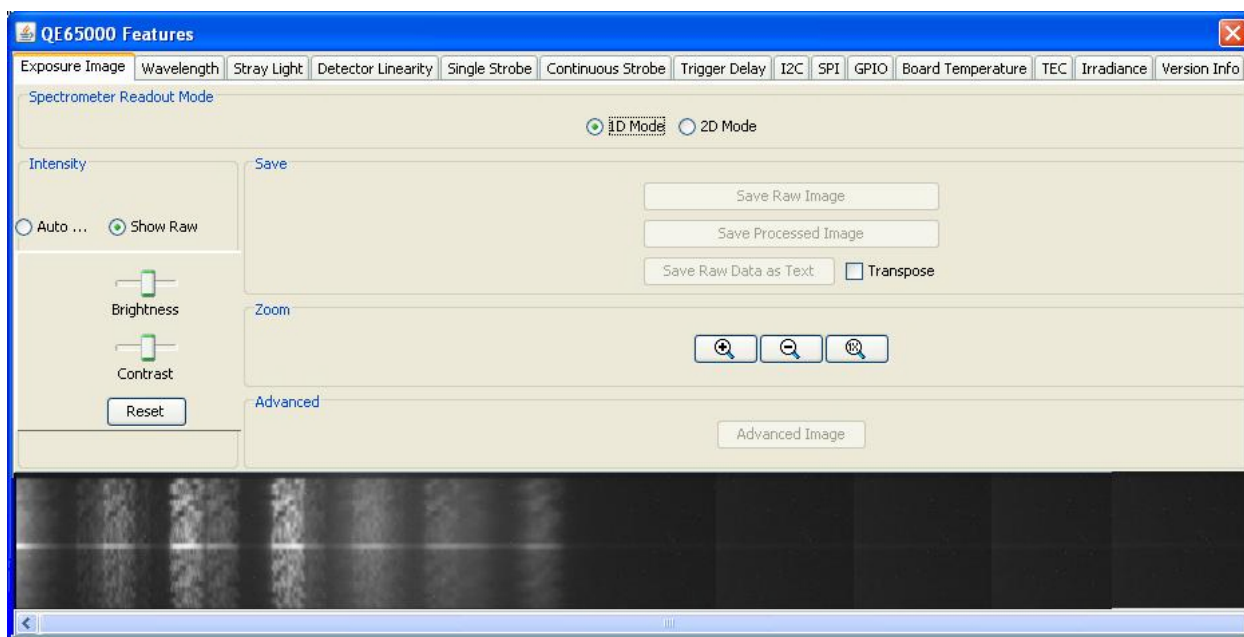 QE65000 Features
Exposure Image Wavelength Stray Light Detector Linearity Single Strobe Continuous Strobe Trigger Delay I2C SPI GPIO Board Temperature TEC Irradiance Version Info
Spectrometer Readout Mode
1D Mode 2D Mode
Intensity
Auto ... Show Raw
Brightness
Contrast
Reset
Save
Save Raw Image
Save Processed Image
Save Raw Data as Text Transpose
Zoom
1X
Advanced
Advanced Image